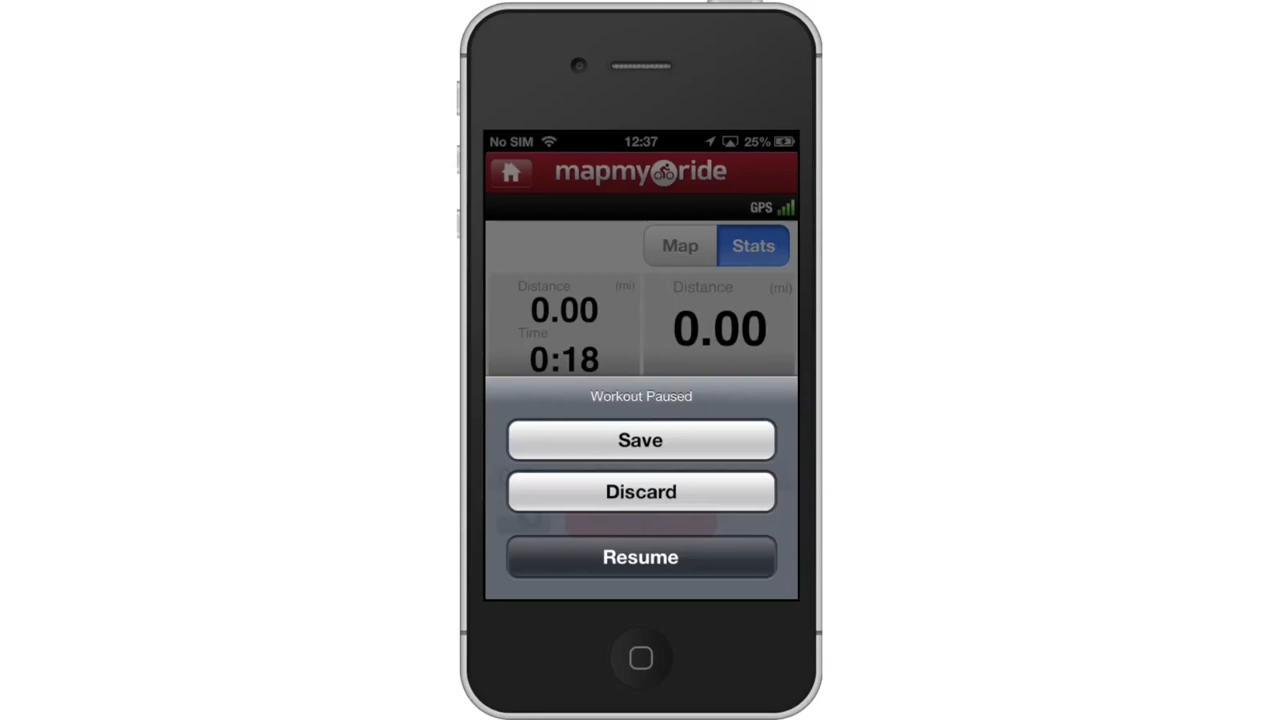 No SIM 12:37 25%
mapmyride
GPS
Map Stats
Distance (mi) Distance (mi)
0.00 0.00
Time
0:18
Workout Paused
Save
Discard
Resume